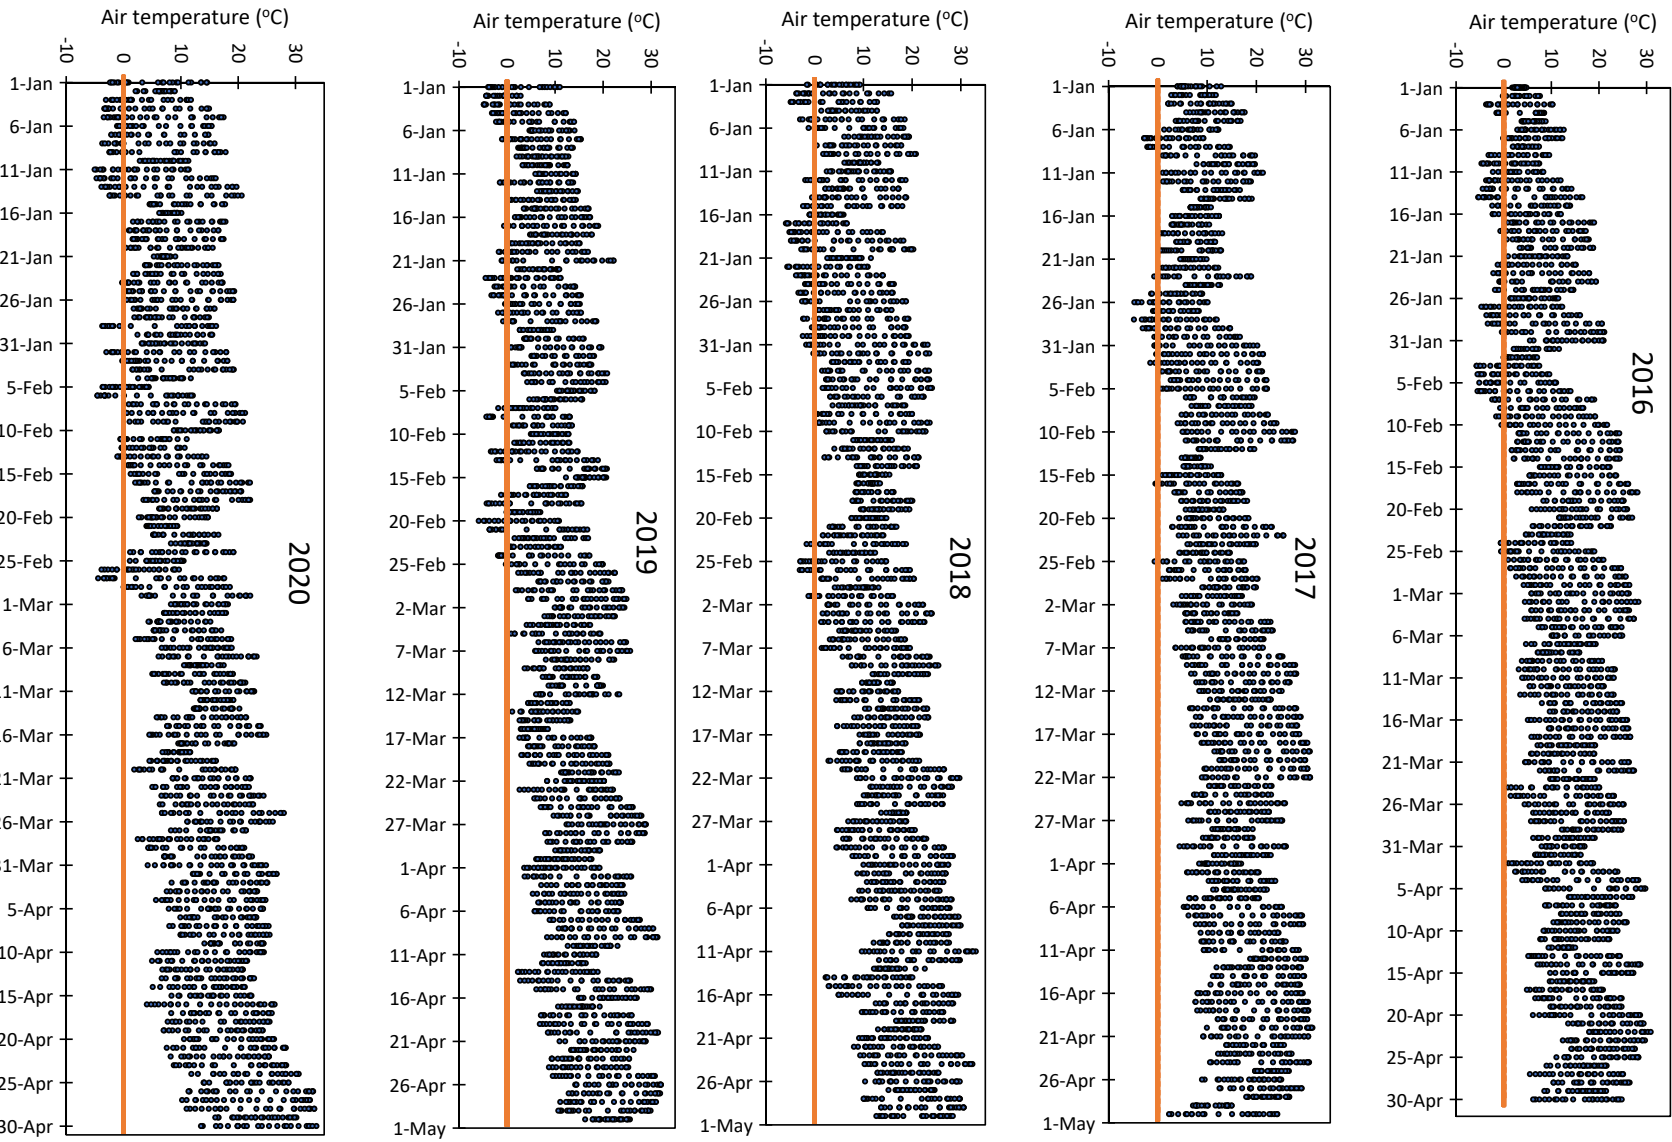 Air temperature (°C)
-10
0
10
20
30
1-Jan
6-Jan
11-Jan
16-Jan
21-Jan
26-Jan
31-Jan
5-Feb
10-Feb
15-Feb
20-Feb
25-Feb
1-Mar
6-Mar
11-Mar
16-Mar
21-Mar
26-Mar
31-Mar
5-Apr
10-Apr
15-Apr
20-Apr
25-Apr
30-Apr
2020
Air temperature (°C)
-10
0
10
20
30
1-Jan
6-Jan
11-Jan
16-Jan
21-Jan
26-Jan
31-Jan
5-Feb
10-Feb
15-Feb
20-Feb
25-Feb
2-Mar
7-Mar
12-Mar
17-Mar
22-Mar
27-Mar
1-Apr
6-Apr
11-Apr
16-Apr
21-Apr
26-Apr
1-May
2019
Air temperature (°C)
-10
0
10
20
30
1-Jan
6-Jan
11-Jan
16-Jan
21-Jan
26-Jan
31-Jan
5-Feb
10-Feb
15-Feb
20-Feb
25-Feb
2-Mar
7-Mar
12-Mar
17-Mar
22-Mar
27-Mar
1-Apr
6-Apr
11-Apr
16-Apr
21-Apr
26-Apr
1-May
2018
Air temperature (°C)
-10
0
10
20
30
1-Jan
6-Jan
11-Jan
16-Jan
21-Jan
26-Jan
31-Jan
5-Feb
10-Feb
15-Feb
20-Feb
25-Feb
2-Mar
7-Mar
12-Mar
17-Mar
22-Mar
27-Mar
1-Apr
6-Apr
11-Apr
16-Apr
21-Apr
26-Apr
1-May
2017
Air temperature (°C)
-10
0
10
20
30
1-Jan
6-Jan
11-Jan
16-Jan
21-Jan
26-Jan
31-Jan
5-Feb
10-Feb
15-Feb
20-Feb
25-Feb
1-Mar
6-Mar
11-Mar
16-Mar
21-Mar
26-Mar
31-Mar
5-Apr
10-Apr
15-Apr
20-Apr
25-Apr
30-Apr
2016